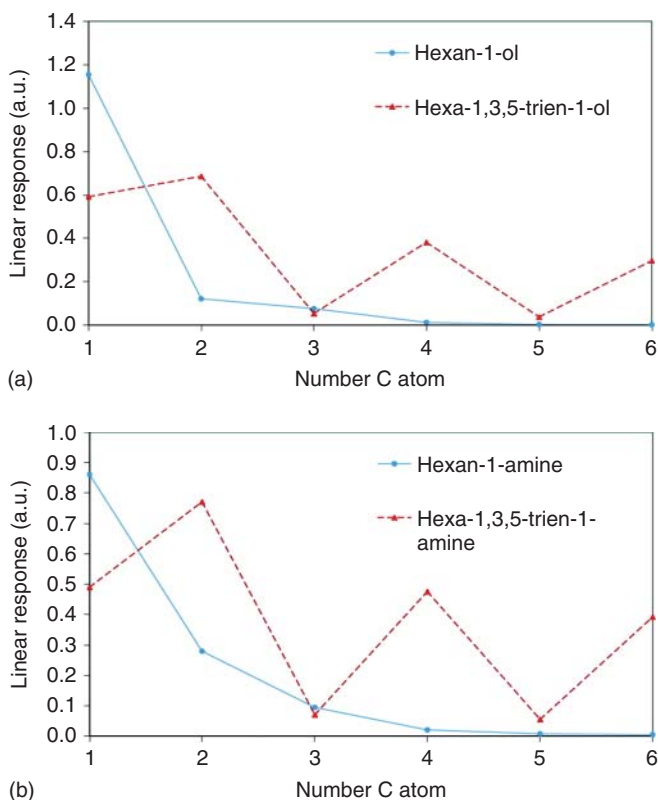 1.4
1.2
1.0
0.8
0.6
0.4
0.2
0.0
Linear response (a.u.)
Hexan-1-ol
Hexa-1,3,5-trien-1-ol
1 2 3 4 5 6
Number C atom
(a)
1.0
0.9
0.8
0.7
0.6
0.5
0.4
0.3
0.2
0.1
0.0
Linear response (a.u.)
Hexan-1-amine
Hexa-1,3,5-trien-1-
amine
1 2 3 4 5 6
Number C atom
(b)